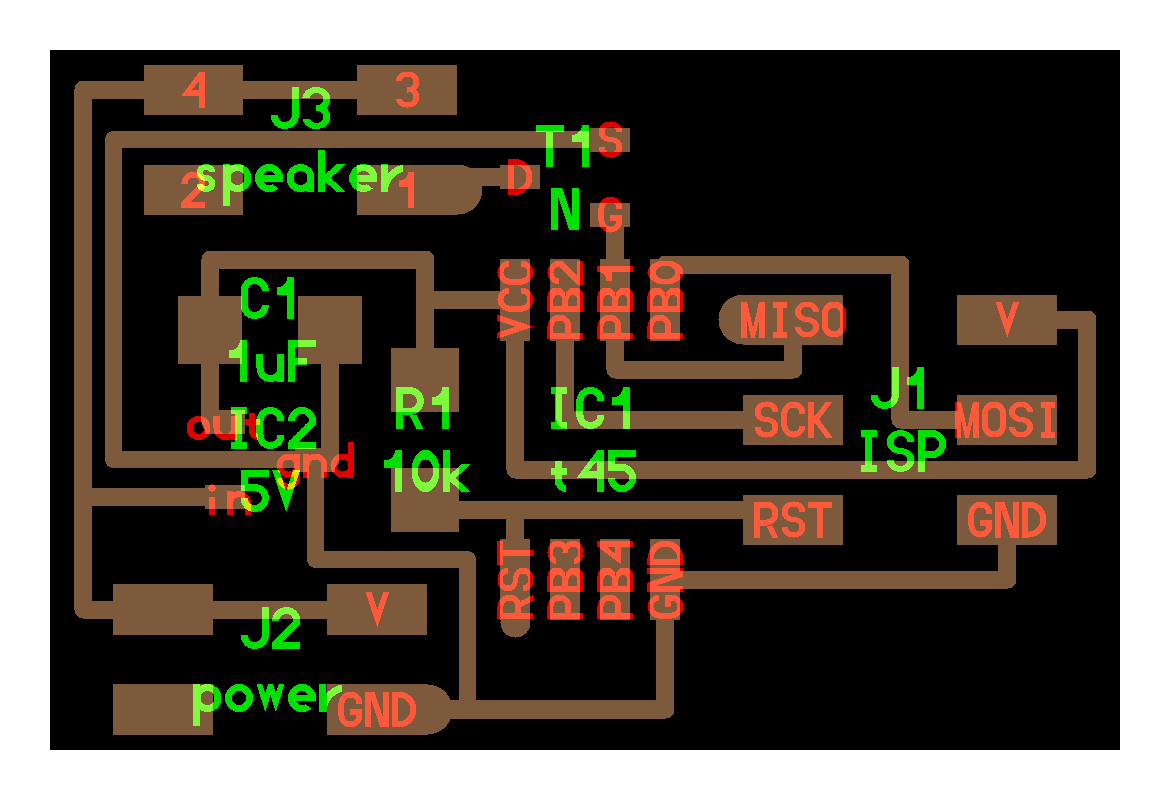 4 3
J3
T1 S
2 speaker 1 D
N G
VCC PB2 PB1 PB0
C1
MISO V
1uF
R1 IC1 J1
out IC2 SCK MOSI
gnd ISP
5V 10k t45
in
RST GND
RST PB3 PB4 GND
V
J2
power GND